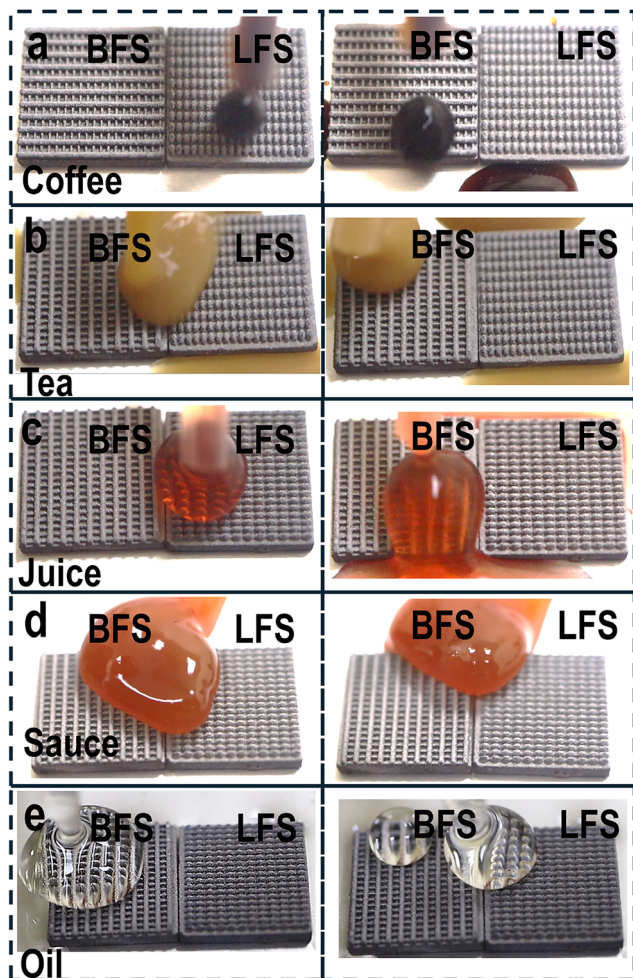 a BFS LFS BFS LFS
Coffee
b BFS LFS BFS LFS
Tea
c BFS LFS BFS LFS
Juice
d BFS LFS BFS LFS
Sauce
e BFS LFS BFS LFS
Oil